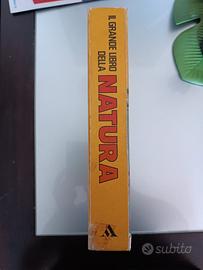 IL GRANDE LIBRO
DELLA
NATURA
subito